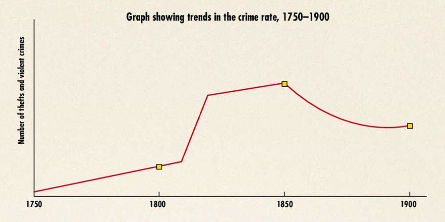 Graph showing trends in the crime rate, 1750–1900
Number of thefts and violent crimes
1750 1800 1850 1900